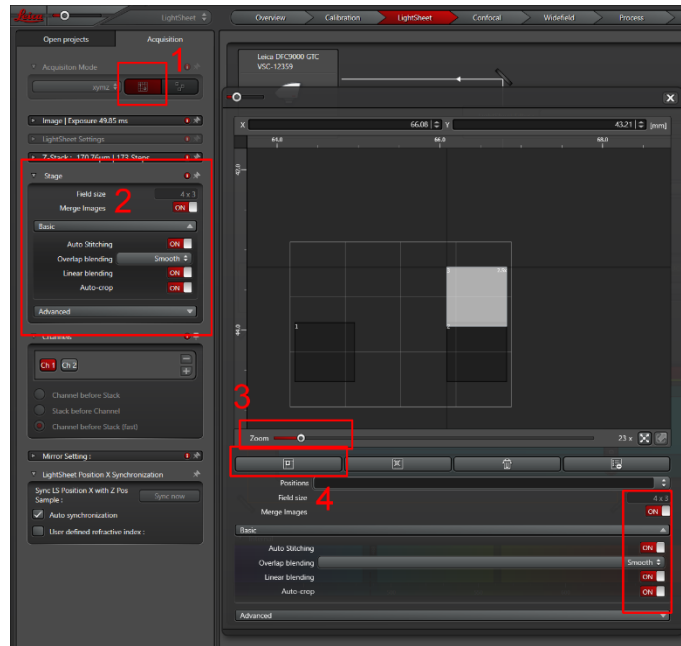 Leica
LightSheet
Overview
Calibration
LightSheet
Confocal
Widefield
Process
Open projects
Acquisition
1
Acquisiton Mode
xymz
Leica DFC9000 GTC
VSC-12359
Image | Exposure 49.85 ms
LightSheet Settings
Z-Stack : 170.76µm | 173 Steps
Stage
2
Field size 4 x 3
Merge Images ON
Basic
Auto Stitching ON
Overlap blending Smooth
Linear blending ON
Auto-crop ON
Advanced
Channels
Ch 1 Ch 2
Channel before Stack
Stack before Channel
Channel before Stack (fast)
Mirror Setting :
LightSheet Position X Synchronization
Sync LS Position X with Z Pos
Sample :
Sync now
Auto synchronization
User defined refractive index :
X 66.08 Y 43.21 [mm]
64.0 66.0 68.0
42.0
44.0
1
3
Zoom 23 x
4
Positions
Field size 4 x 3
Merge Images ON
Basic
Auto Stitching ON
Overlap blending Smooth
Linear blending ON
Auto-crop ON
Advanced